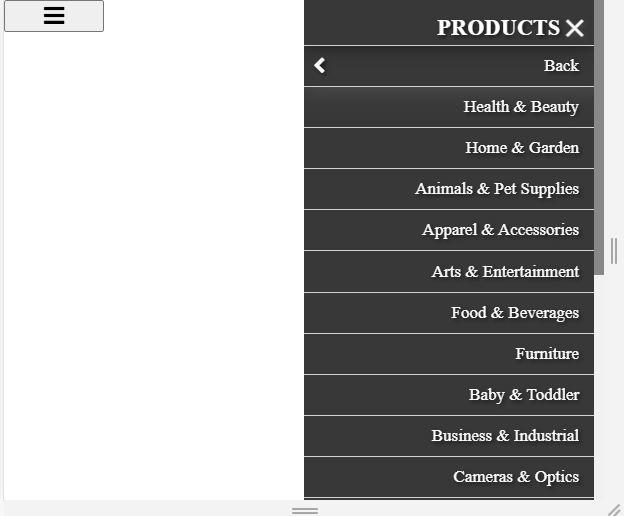 PRODUCTS
Back
Health & Beauty
Home & Garden
Animals & Pet Supplies
Apparel & Accessories
Arts & Entertainment
Food & Beverages
Furniture
Baby & Toddler
Business & Industrial
Cameras & Optics